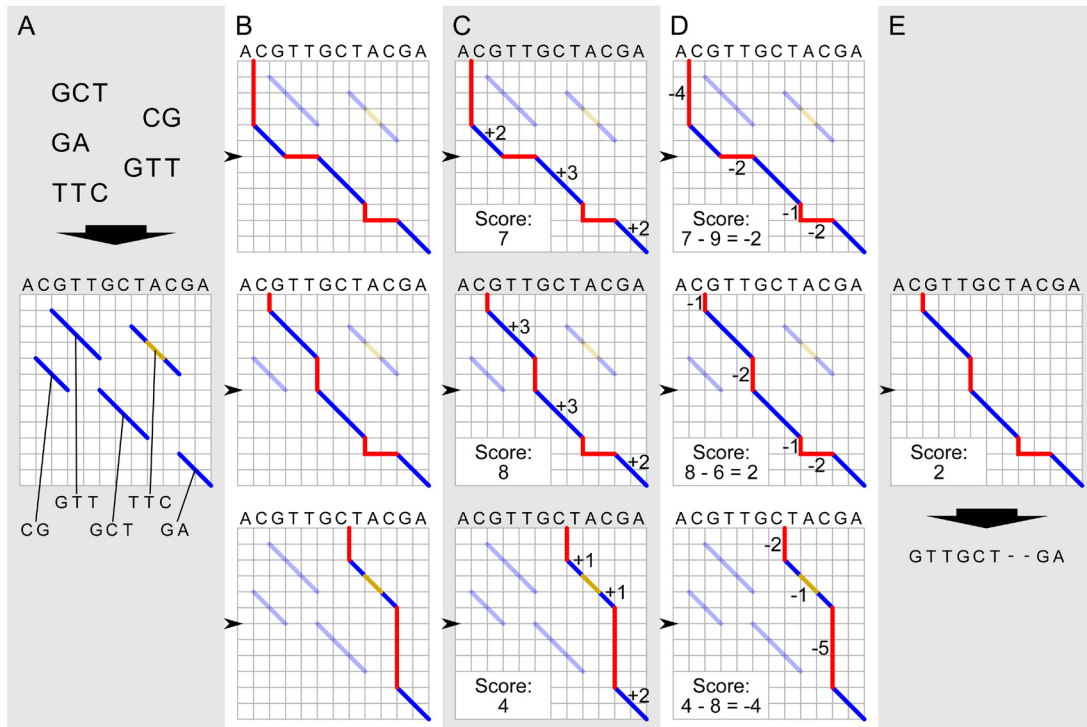 A
GCT
CG
GA
GTT
TTC
ACGTTGCTACGA
GTT TTC
CG GCT GA
B
ACGTTGCTACGA
ACGTTGCTACGA
ACGTTGCTACGA
C
ACGTTGCTACGA
+2
+3
+2
Score:
7
ACGTTGCTACGA
+3
+3
+2
Score:
8
ACGTTGCTACGA
+1
+1
+2
Score:
4
D
ACGTTGCTACGA
-4
-2
-1
-2
Score:
7 - 9 = -2
ACGTTGCTACGA
-1
-2
-1
-2
Score:
8 - 6 = 2
ACGTTGCTACGA
-2
-1
-5
Score:
4 - 8 = -4
E
ACGTTGCTACGA
Score:
2
GTTGCT--GA